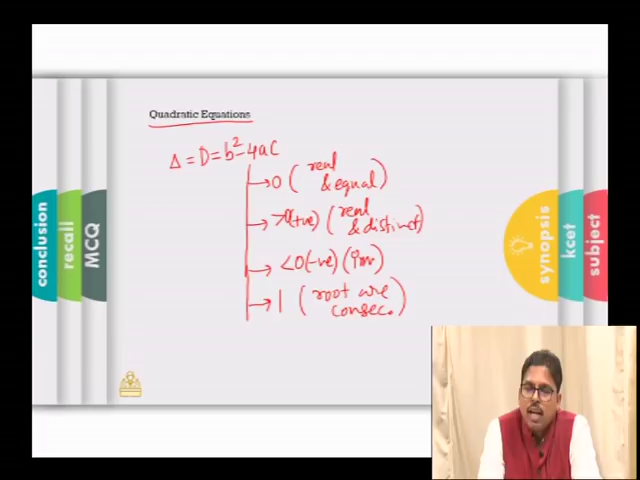 Quadratic Equations
Δ = D = b² - 4ac
→ 0 (real & equal)
→ >0(+ve) (real & distinct)
→ <0(-ve) (im)
→ 1 (root are consec.)
conclusion
recall
MCQ
synopsis
kcet
subject